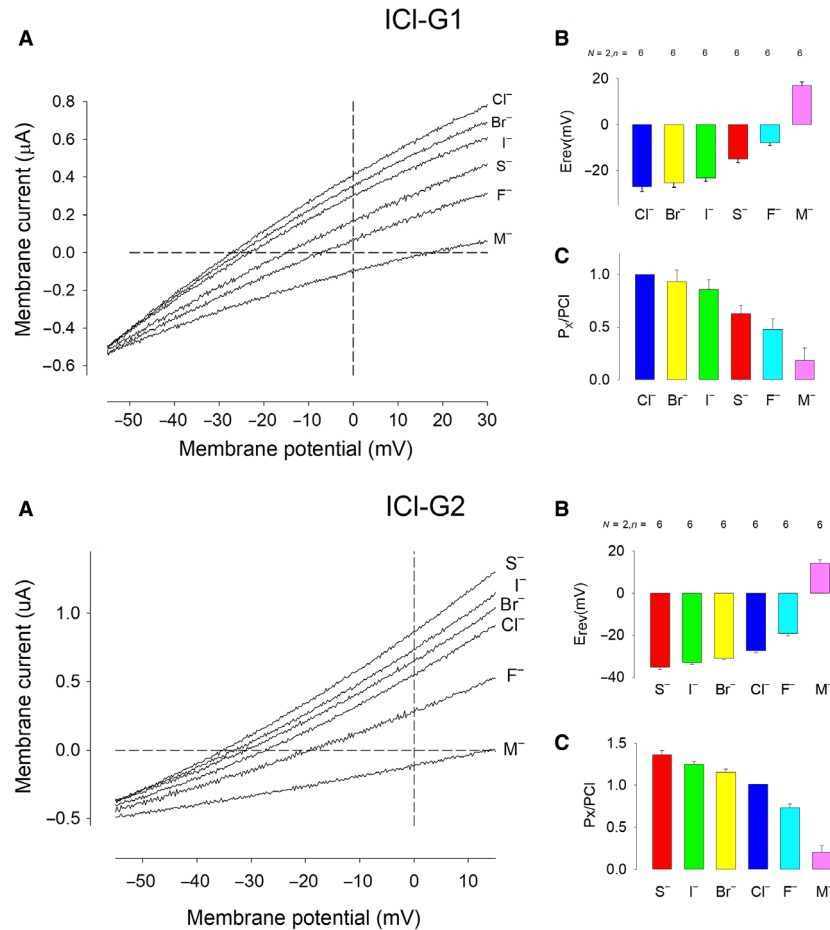 ICl-G1
A
Membrane current (μA)
0.8
0.6
0.4
0.2
0.0
−0.2
−0.4
−0.6
Cl⁻
Br⁻
I⁻
S⁻
F⁻
M⁻
−50 −40 −30 −20 −10 0 10 20 30
Membrane potential (mV)
B
N = 2,n = 6 6 6 6 6 6
Erev(mV)
20
0
−20
Cl⁻ Br⁻ I⁻ S⁻ F⁻ M⁻
C
Pχ/PCl
1.0
0.5
0.0
Cl⁻ Br⁻ I⁻ S⁻ F⁻ M⁻
ICl-G2
A
Membrane current (uA)
1.0
0.5
0.0
−0.5
S⁻
I⁻
Br⁻
Cl⁻
F⁻
M⁻
−50 −40 −30 −20 −10 0 10
Membrane potential (mV)
B
N = 2,n = 6 6 6 6 6 6
Erev(mV)
20
0
−20
−40
S⁻ I⁻ Br⁻ Cl⁻ F⁻ M⁻
C
Px/PCl
1.5
1.0
0.5
0.0
S⁻ I⁻ Br⁻ Cl⁻ F⁻ M⁻